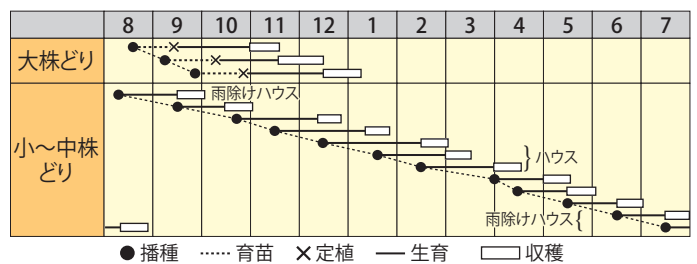 8 9 10 11 12 1 2 3 4 5 6 7
大株どり
雨除けハウス
小～中株
どり
ハウス
雨除けハウス
播種 育苗 定植 生育 収穫